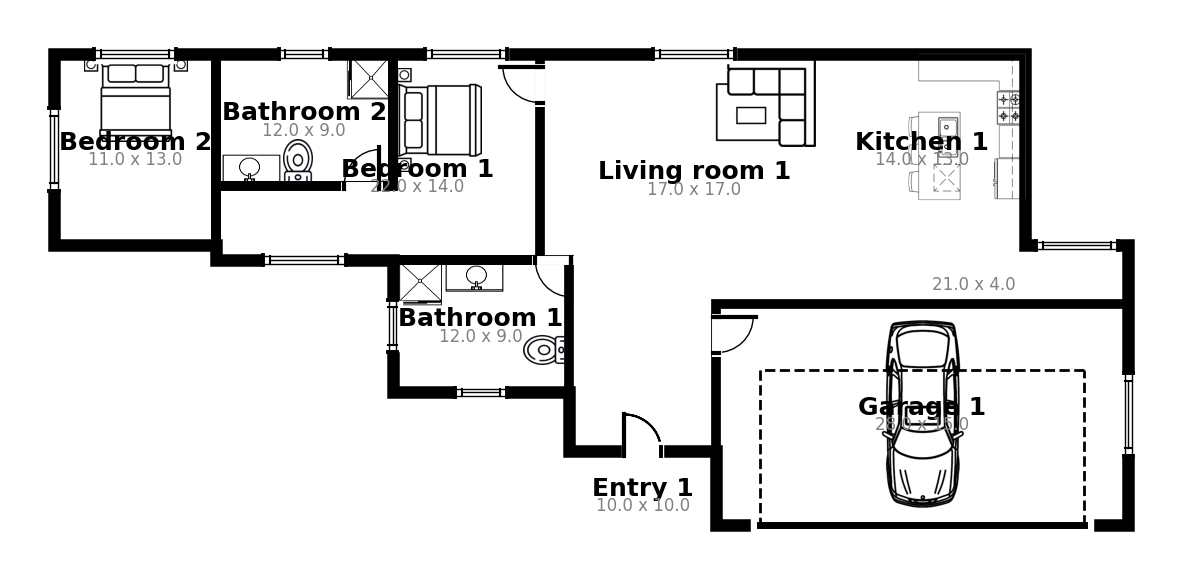 Bedroom 2
11.0 x 13.0
Bathroom 2
12.0 x 9.0
Bedroom 1
22.0 x 14.0
Living room 1
17.0 x 17.0
Kitchen 1
14.0 x 13.0
21.0 x 4.0
Bathroom 1
12.0 x 9.0
Garage 1
28.0 x 15.0
Entry 1
10.0 x 10.0